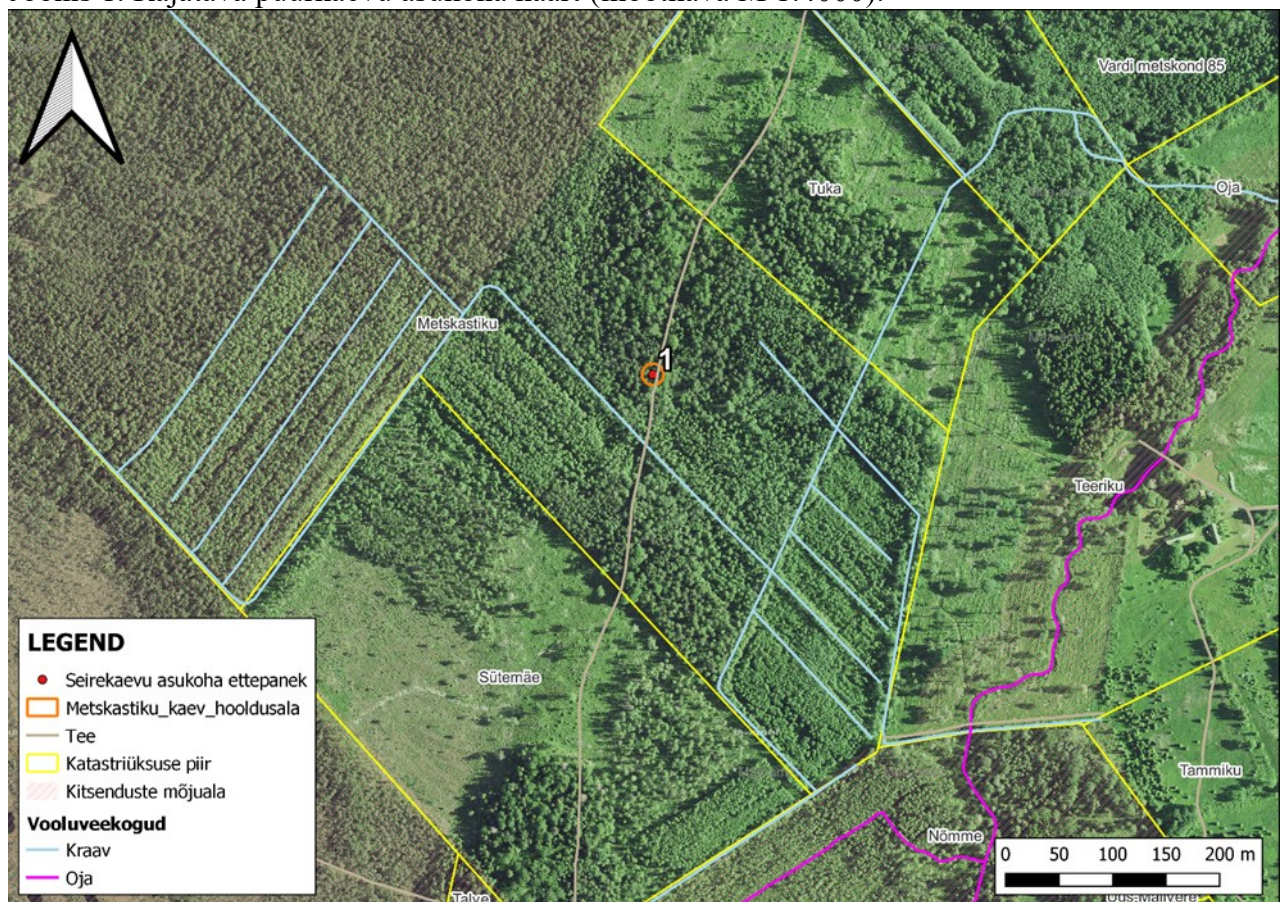 Vardi metskond 85
Tuka
Oja
Metskastiku
1
Teeriku
Sütemäe
Tammiku
Nõmme
LEGEND
Seirekaevu asukoha ettepanek
Metskastiku_kaev_hooldusala
Tee
Katastriüksuse piir
Kitsenduste mõjuala
Vooluveekogud
Kraav
Oja
0 50 100 150 200 m